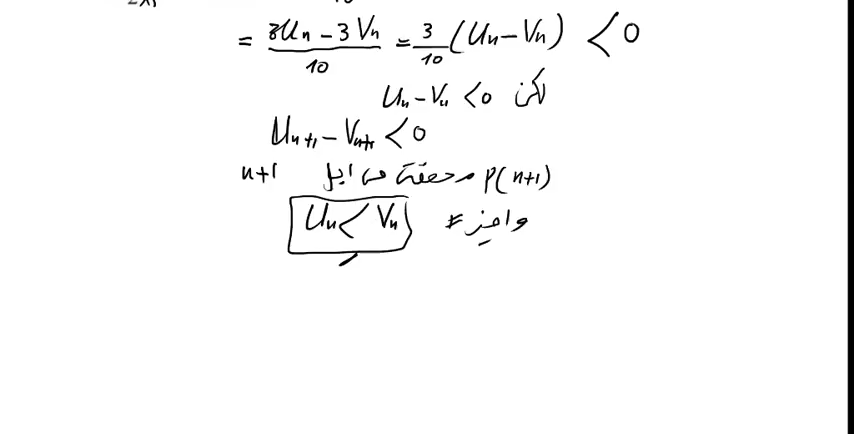 = 3Un - 3Vn / 10 = 3/10 (Un - Vn) < 0
لكن Un - Vn < 0
Un+1 - Vn+1 < 0
P(n+1) محققة من اجل n+1
* Un < Vn